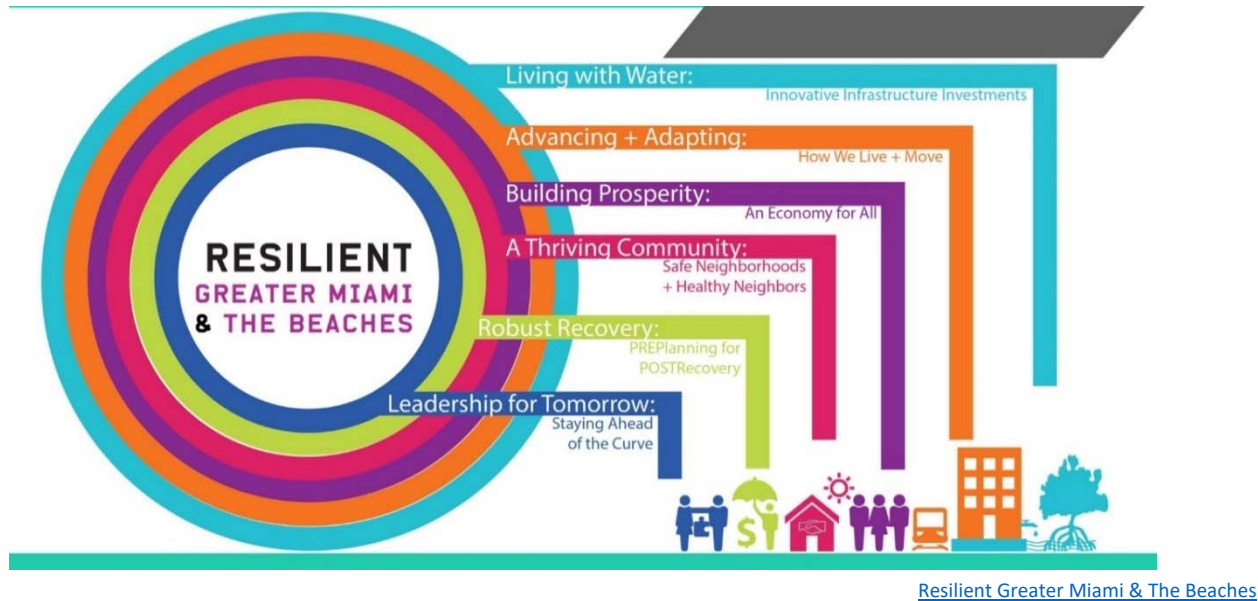 RESILIENT
GREATER MIAMI
& THE BEACHES
Living with Water:
Innovative Infrastructure Investments
Advancing + Adapting:
How We Live + Move
Building Prosperity:
An Economy for All
A Thriving Community:
Safe Neighborhoods
+ Healthy Neighbors
Robust Recovery:
PREPlanning for
POSTRecovery
Leadership for Tomorrow:
Staying Ahead
of the Curve
$
Resilient Greater Miami & The Beaches